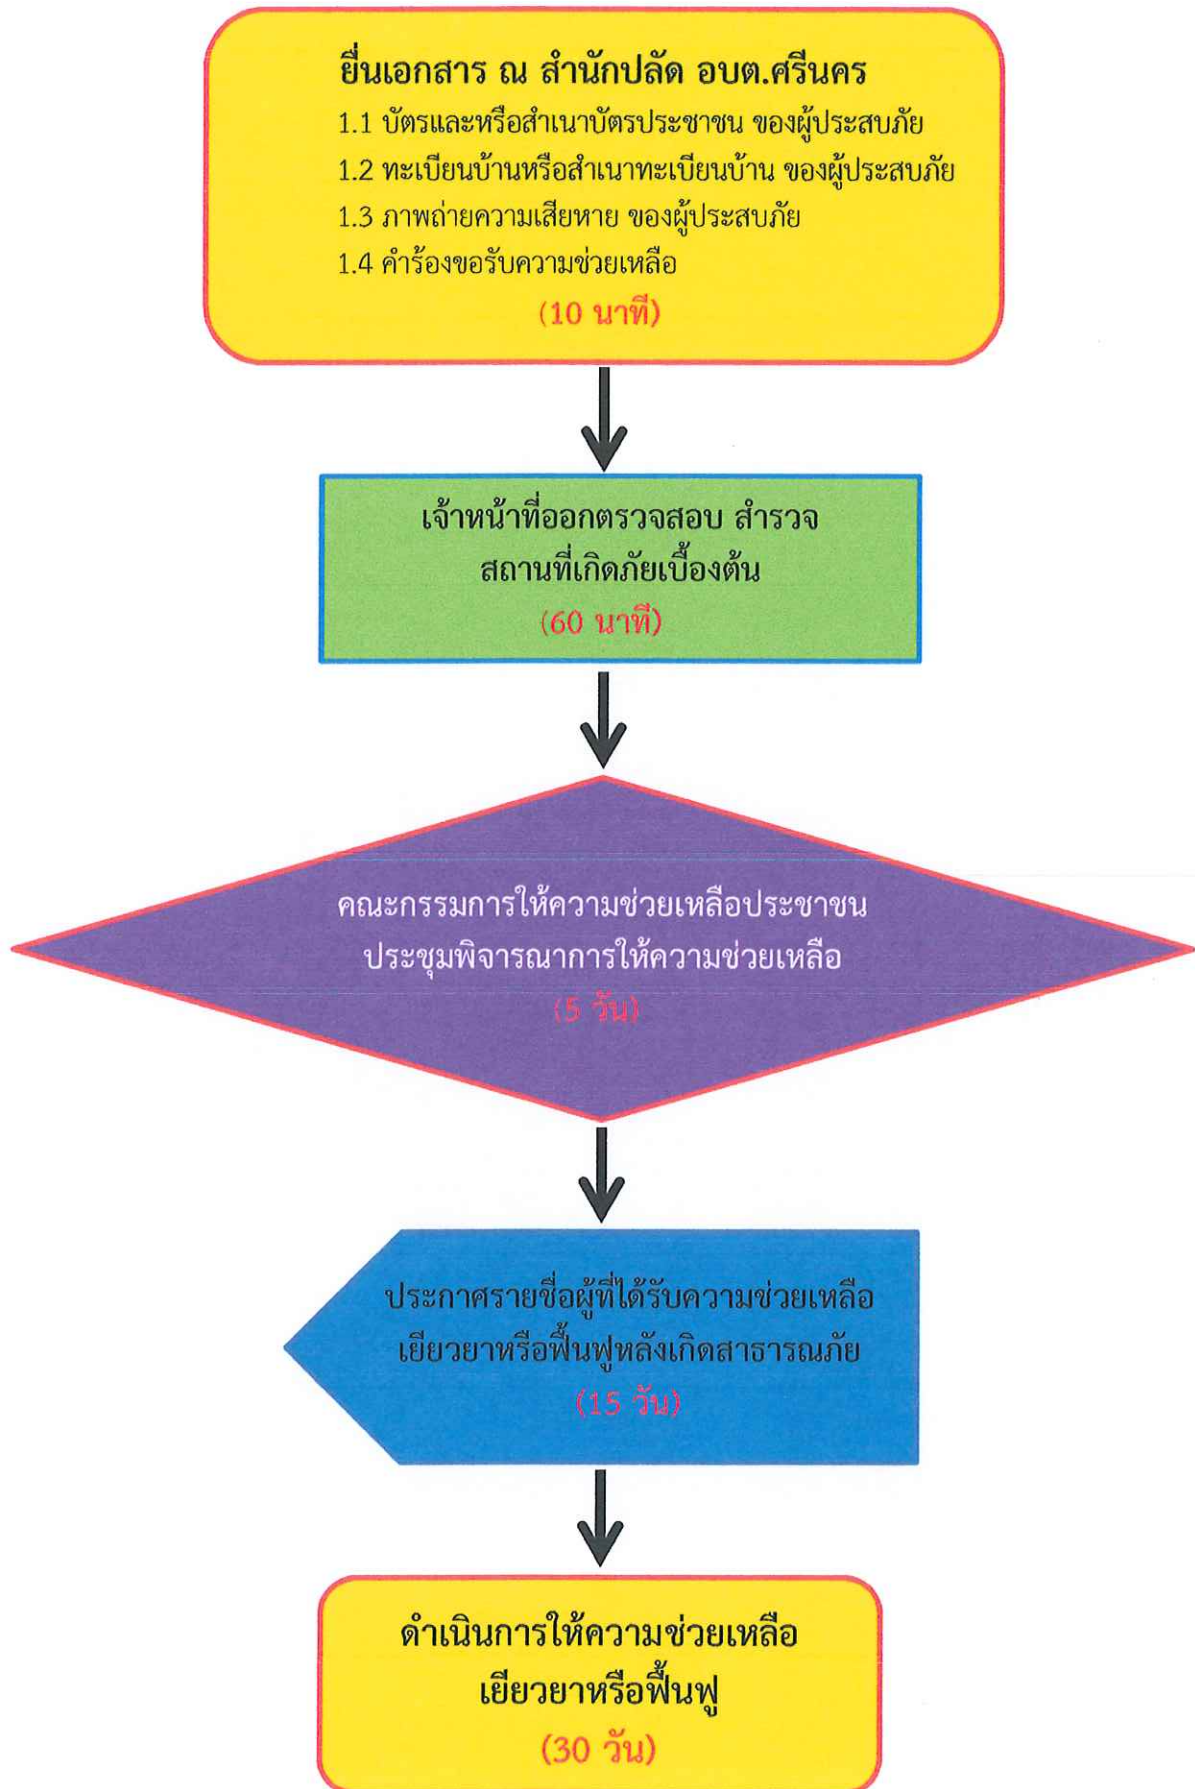 ยื่นเอกสาร ณ สำนักปลัด อบต.ศรีนคร
1.1 บัตรและหรือสำเนาบัตรประชาชน ของผู้ประสบภัย
1.2 ทะเบียนบ้านหรือสำเนาทะเบียนบ้าน ของผู้ประสบภัย
1.3 ภาพถ่ายความเสียหาย ของผู้ประสบภัย
1.4 คำร้องขอรับความช่วยเหลือ
(10 นาที)
เจ้าหน้าที่ออกตรวจสอบ สำรวจ
สถานที่เกิดภัยเบื้องต้น
(60 นาที)
คณะกรรมการให้ความช่วยเหลือประชาชน
ประชุมพิจารณาการให้ความช่วยเหลือ
(5 วัน)
ประกาศรายชื่อผู้ที่ได้รับความช่วยเหลือ
เยียวยาหรือฟื้นฟูหลังเกิดสาธารณภัย
(15 วัน)
ดำเนินการให้ความช่วยเหลือ
เยียวยาหรือฟื้นฟู
(30 วัน)